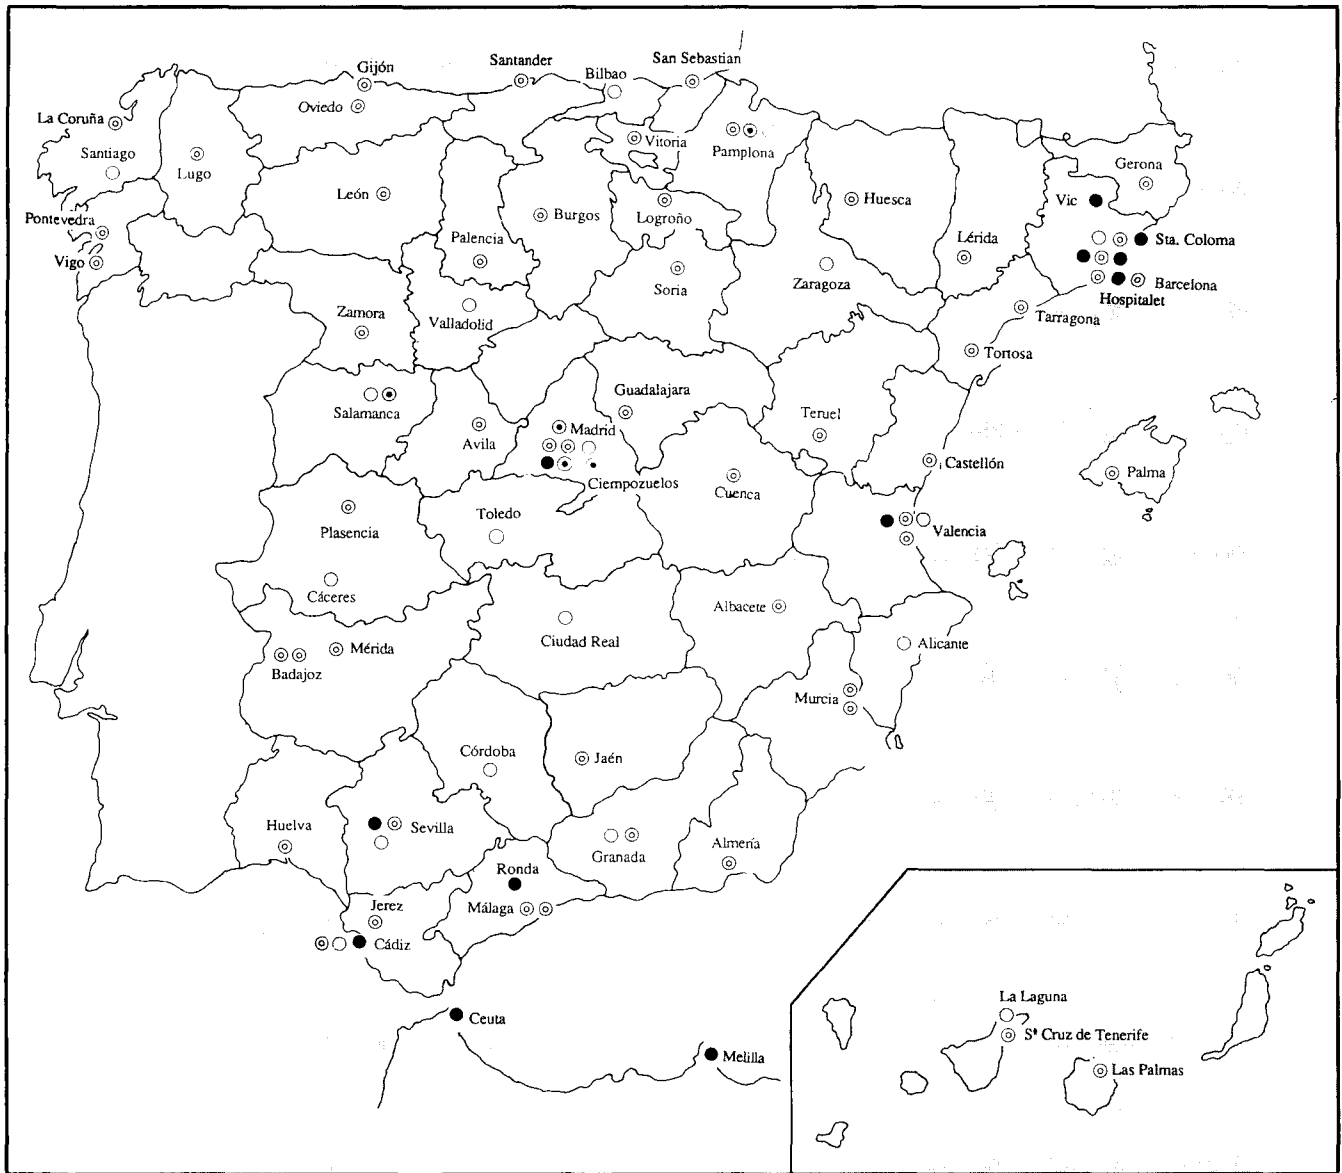 Gijón
Santander
San Sebastian
Bilbao
Oviedo
La Coruña
Santiago
Lugo
Vitoria
Pamplona
Gerona
León
Huesca
Vic
Pontevedra
Burgos
Logroño
Palencia
Lérida
Sta. Coloma
Vigo
Soria
Zaragoza
Barcelona
Hospitalet
Zamora
Valladolid
Tarragona
Tortosa
Guadalajara
Salamanca
Teruel
Madrid
Avila
Castellón
Palma
Ciempozuelos
Cuenca
Toledo
Plasencia
Valencia
Cáceres
Albacete
Ciudad Real
Alicante
Mérida
Badajoz
Murcia
Córdoba
Jaén
Huelva
Sevilla
Granada
Almería
Ronda
Jerez
Málaga
Cádiz
La Laguna
Ceuta
Sª Cruz de Tenerife
Melilla
Las Palmas